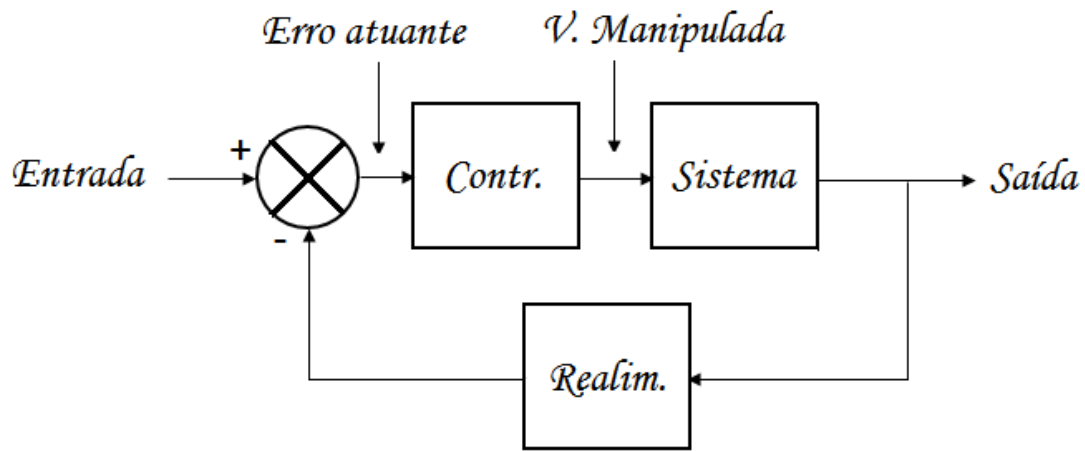 Erro atuante
V. Manipulada
Entrada
+
-
Contr.
Sistema
Saída
Realim.